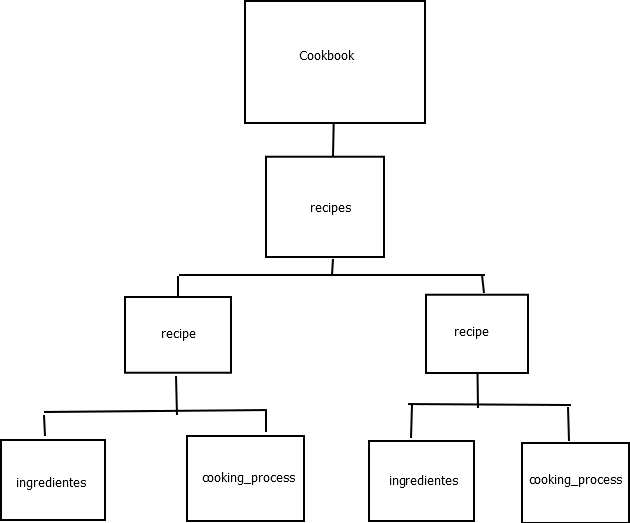 Cookbook
recipes
recipe
recipe
ingredientes
cooking_process
ingredientes
cooking_process